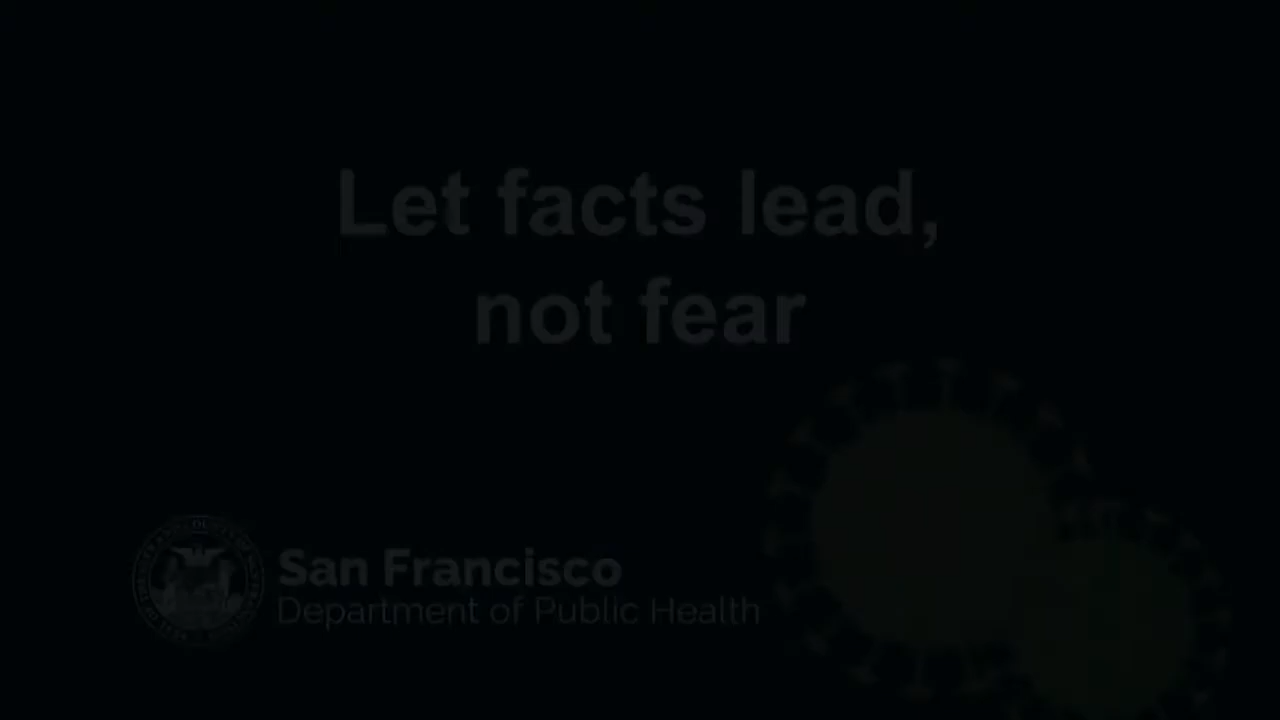 Let facts lead,
not fear
San Francisco
Department of Public Health